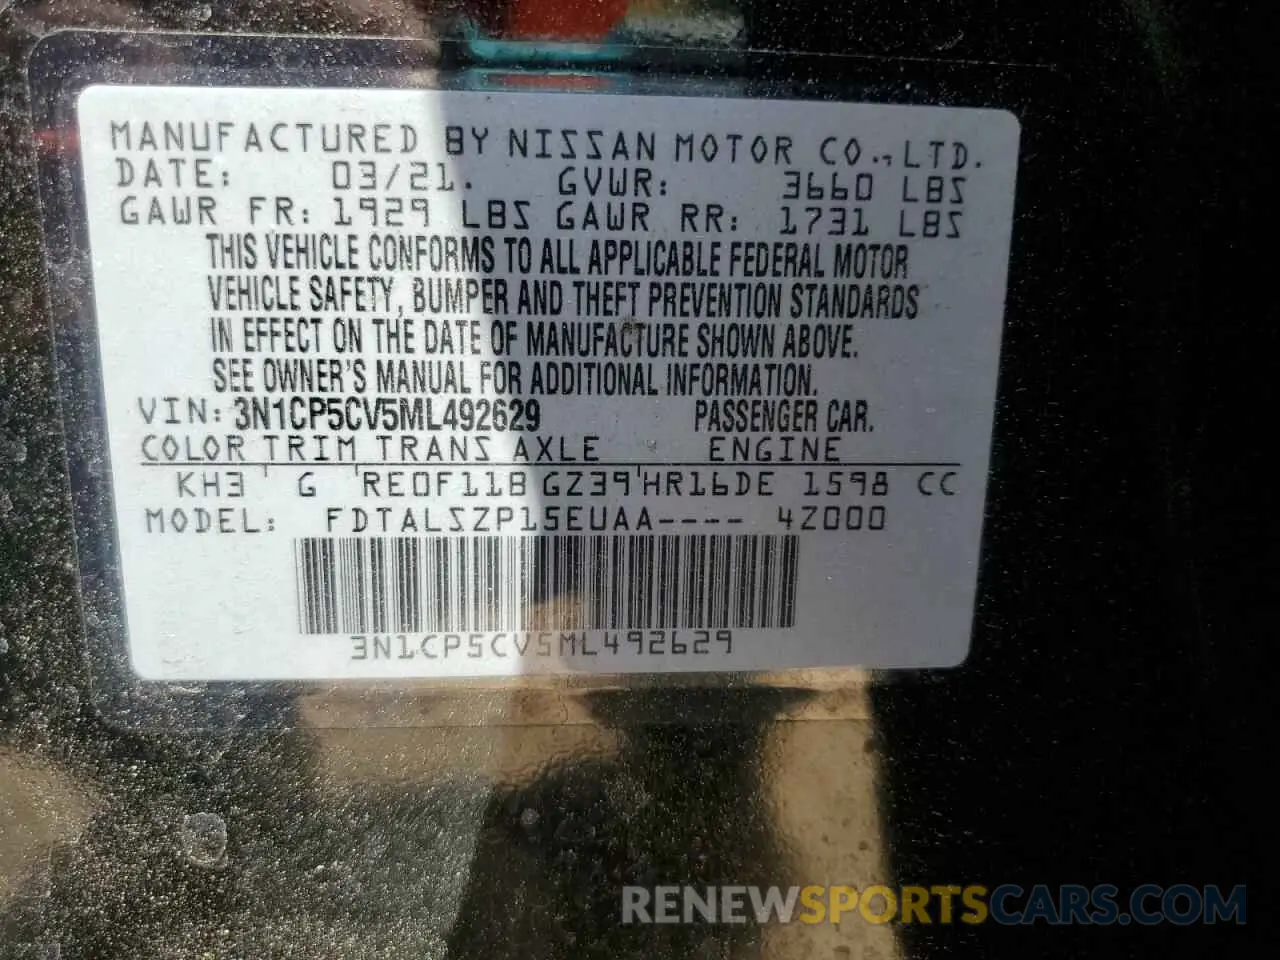 MANUFACTURED BY NISSAN MOTOR CO., LTD.
DATE: 03/21. GVWR: 3660 LBS
GAWR FR: 1929 LBS GAWR RR: 1731 LBS
THIS VEHICLE CONFORMS TO ALL APPLICABLE FEDERAL MOTOR
VEHICLE SAFETY, BUMPER AND THEFT PREVENTION STANDARDS
IN EFFECT ON THE DATE OF MANUFACTURE SHOWN ABOVE.
SEE OWNER'S MANUAL FOR ADDITIONAL INFORMATION.
VIN: 3N1CP5CV5ML492629 PASSENGER CAR.
COLOR TRIM TRANS AXLE ENGINE
KH3 G RE0F11B GZ39 HR16DE 1598 CC
MODEL: FDTALSZP15EUAA---- 4Z000
3N1CP5CV5ML492629
RENEWSPORTSCARS.COM